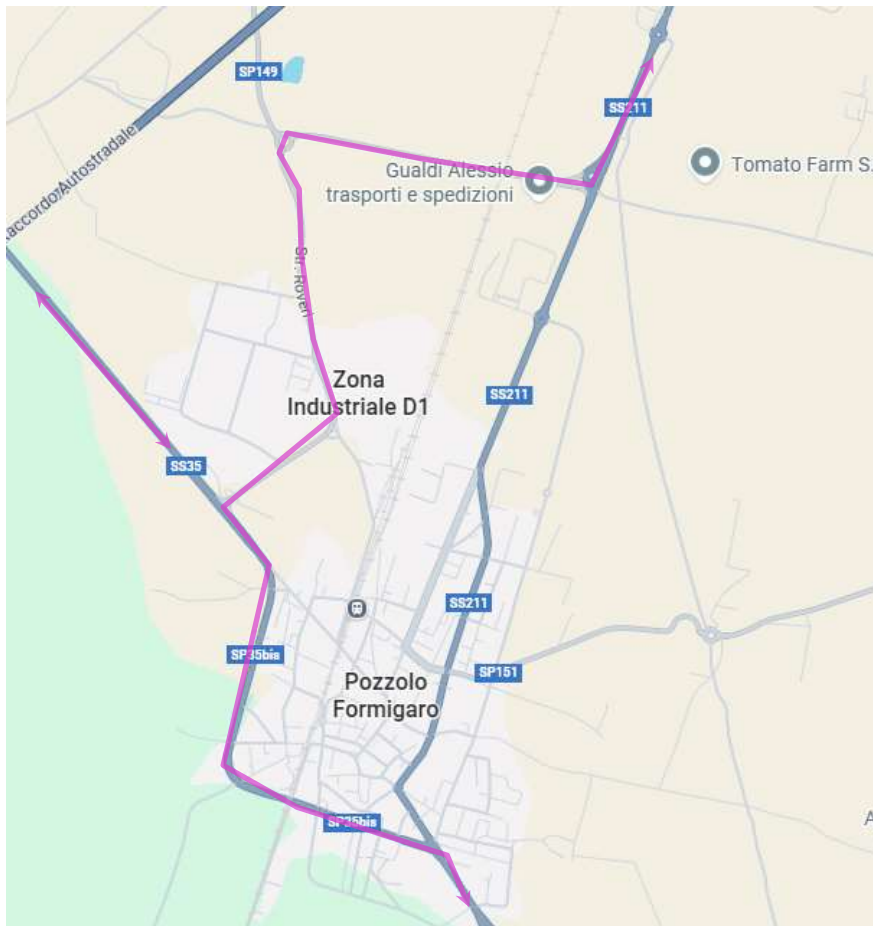 SP149
SS211
Gualdi Alessio
trasporti e spedizioni
Tomato Farm S.
Raccordo Autostradale
Str. Roveri
Zona
Industriale D1
SS211
SS35
SS211
SP35bis
SP151
Pozzolo
Formigaro
SP35bis
A